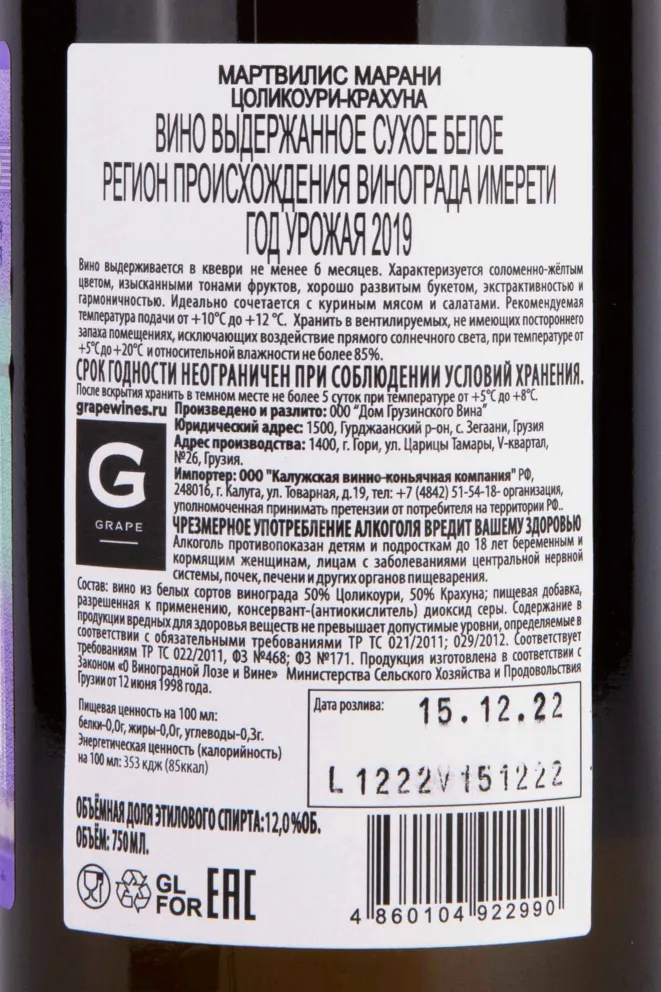 МАРТВИЛИС МАРАНИ
ЦОЛИКОУРИ-КРАХУНА
ВИНО ВЫДЕРЖАННОЕ СУХОЕ БЕЛОЕ
РЕГИОН ПРОИСХОЖДЕНИЯ ВИНОГРАДА ИМЕРЕТИ
ГОД УРОЖАЯ 2019
Вино выдерживается в квеври не менее 6 месяцев. Характеризуется соломенно-жёлтым
цветом, изысканными тонами фруктов, хорошо развитым букетом, экстрактивностью и
гармоничностью. Идеально сочетается с куриным мясом и салатами. Рекомендуемая
температура подачи от +10°С до +12 °С. Хранить в вентилируемых, не имеющих постороннего
запаха помещениях, исключающих воздействие прямого солнечного света, при температуре от
+5°С до +20°С и относительной влажности не более 85%.
СРОК ГОДНОСТИ НЕОГРАНИЧЕН ПРИ СОБЛЮДЕНИИ УСЛОВИЙ ХРАНЕНИЯ.
После вскрытия хранить в темном месте не более 5 суток при температуре от +5°С до +8°С.
grapewines.ru Произведено и разлито: ООО "Дом Грузинского Вина"
Юридический адрес: 1500, Гурджаанский р-он, с. Зегаани, Грузия
Адрес производства: 1400, г. Гори, ул. Царицы Тамары, V-квартал,
№26, Грузия.
Импортер: ООО "Калужская винно-коньячная компания" РФ,
248016, г. Калуга, ул. Товарная, д.19, тел: +7 (4842) 51-54-18- организация,
уполномоченная принимать претензии от потребителя на территории РФ..
G
GRAPE
ЧРЕЗМЕРНОЕ УПОТРЕБЛЕНИЕ АЛКОГОЛЯ ВРЕДИТ ВАШЕМУ ЗДОРОВЬЮ
Алкоголь противопоказан детям и подросткам до 18 лет беременным и
кормящим женщинам, лицам с заболеваниями центральной нервной
системы, почек, печени и других органов пищеварения.
Состав: вино из белых сортов винограда 50% Цоликоури, 50% Крахуна; пищевая добавка,
разрешенная к применению, консервант-(антиокислитель) диоксид серы. Содержание в
продукции вредных для здоровья веществ не превышает допустимые уровни, определяемые в
соответствии с обязательными требованиями ТР ТС 021/2011; 029/2012. Соответствует
требованиям ТР ТС 022/2011, ФЗ №468; ФЗ №171. Продукция изготовлена в соответствии с
Законом «О Виноградной Лозе и Вине» Министерства Сельского Хозяйства и Продовольствия
Грузии от 12 июня 1998 года.
Пищевая ценность на 100 мл:
белки-0,0г, жиры-0,0г, углеводы-0,3г.
Энергетическая ценность (калорийность)
на 100 мл: 353 кдж (85ккал)
Дата розлива: 15.12.22
L1222V151222
ОБЪЁМНАЯ ДОЛЯ ЭТИЛОВОГО СПИРТА:12,0%ОБ.
ОБЪЁМ: 750 МЛ.
GL
FOR EAC
4 860104 922990